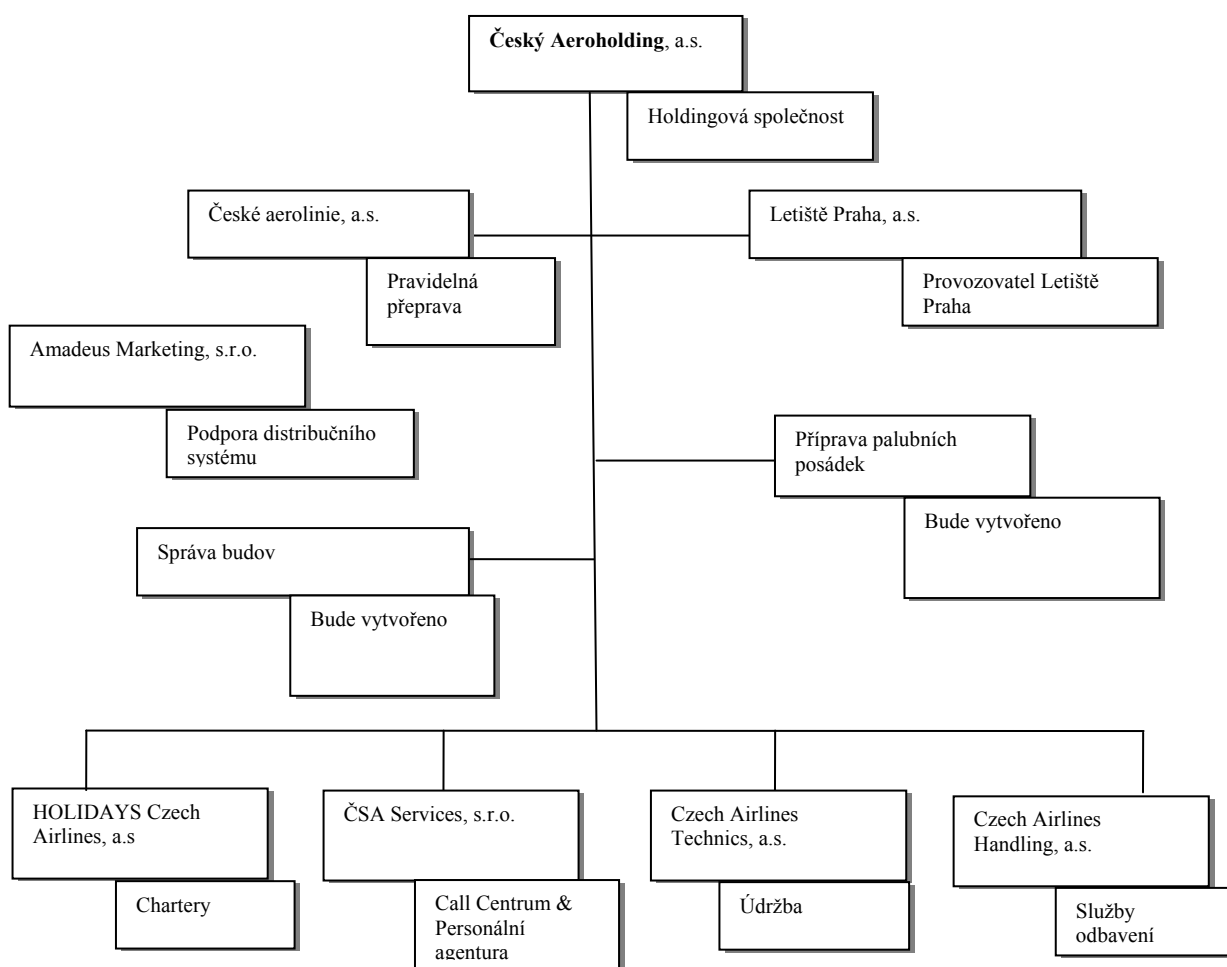 Český Aeroholding, a.s.
Holdingová společnost
České aerolinie, a.s.
Pravidelná
přeprava
Letiště Praha, a.s.
Provozovatel Letiště
Praha
Amadeus Marketing, s.r.o.
Podpora distribučního
systému
Příprava palubních
posádek
Bude vytvořeno
Správa budov
Bude vytvořeno
HOLIDAYS Czech
Airlines, a.s
Chartery
ČSA Services, s.r.o.
Call Centrum &
Personální
agentura
Czech Airlines
Technics, a.s.
Údržba
Czech Airlines
Handling, a.s.
Služby
odbavení